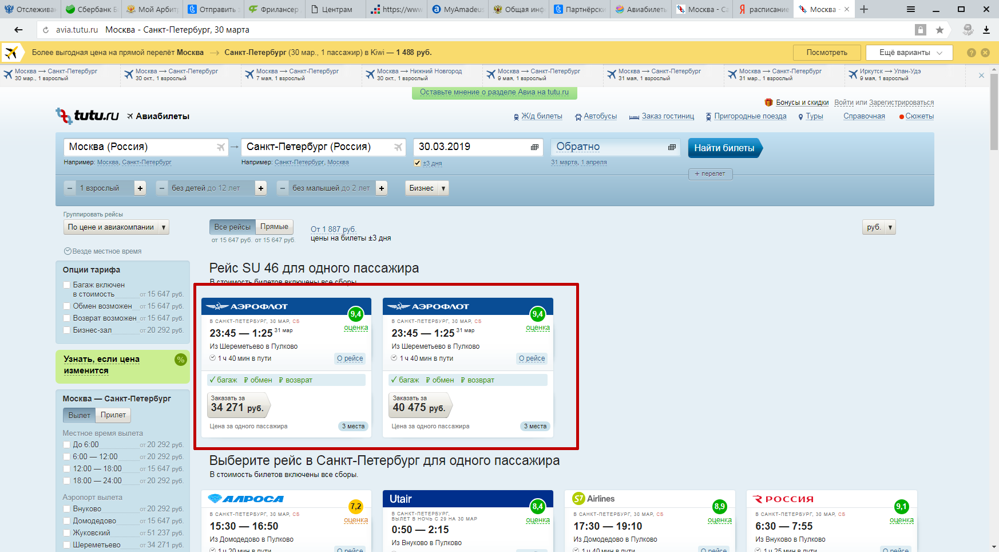 Отслеживан
Сбербанк Б
Мой Арбитр
Отправить з
Фрилансер
Центрам
https://www
MyAmadeus
Общая инф
Партнёрски
Авиабилеть
Москва - Са
расписание
Москва -
avia.tutu.ru Москва - Санкт-Петербург, 30 марта
Более выгодная цена на прямой перелёт Москва → Санкт-Петербург (30 мар., 1 пассажир) в Kiwi — 1 488 руб.
Посмотреть
Ещё варианты
Москва → Санкт-Петербург
30 мар., 1 взрослый
Москва → Санкт-Петербург
30 окт., 1 взрослый
Москва → Санкт-Петербург
7 мая, 1 взрослый
Москва → Нижний Новгород
30 окт., 1 взрослый
Москва → Санкт-Петербург
9 мая, 1 взрослый
Москва → Санкт-Петербург
31 мая, 1 взрослый
Москва → Санкт-Петербург
31 мар., 1 взрослый
Иркутск → Улан-Удэ
9 мая, 1 взрослый
Оставьте мнение о разделе Авиа на tutu.ru
Бонусы и скидки Войти или Зарегистрироваться
tutu.ru Авиабилеты
Ж/д билеты Автобусы Заказ гостиниц Пригородные поезда Туры Справочная Сюжеты
Москва (Россия) → Санкт-Петербург (Россия) 30.03.2019 Обратно Найти билеты
Например: Москва, Санкт-Петербург
Например: Санкт-Петербург, Москва
±3 дня
31 марта, 1 апреля
+ перелет
− 1 взрослый +
− без детей до 12 лет +
− без малышей до 2 лет +
Бизнес ▼
Группировать рейсы
По цене и авиакомпании ▼
Все рейсы Прямые
от 15 647 руб. от 15 647 руб.
От 1 887 руб.
цены на билеты ±3 дня
руб. ▼
Везде местное время
Опции тарифа
Багаж включен
в стоимость от 15 647 руб.
Обмен возможен от 15 647 руб.
Возврат возможен от 15 647 руб.
Бизнес-зал от 20 292 руб.
Узнать, если цена
изменится
%
Москва — Санкт-Петербург
Вылет Прилет
Местное время вылета
До 6:00 от 20 292 руб.
6:00 — 12:00 от 20 292 руб.
12:00 — 18:00 от 15 647 руб.
18:00 — 24:00 от 20 292 руб.
Аэропорт вылета
Внуково от 20 292 руб.
Домодедово от 15 647 руб.
Жуковский от 51 237 руб.
Шереметьево от 34 271 руб.
Рейс SU 46 для одного пассажира
В стоимость билетов включены все сборы.
АЭРОФЛОТ
9,4
оценка
В САНКТ-ПЕТЕРБУРГ, 30 МАР, СБ
23:45 — 1:25 31 мар
Из Шереметьево в Пулково
1 ч 40 мин в пути
О рейсе
✓ багаж ₽ обмен ₽ возврат
Заказать за
34 271 руб.
Цена за одного пассажира
3 места
АЭРОФЛОТ
9,4
оценка
В САНКТ-ПЕТЕРБУРГ, 30 МАР, СБ
23:45 — 1:25 31 мар
Из Шереметьево в Пулково
1 ч 40 мин в пути
О рейсе
✓ багаж ₽ обмен ₽ возврат
Заказать за
40 475 руб.
Цена за одного пассажира
3 места
Выберите рейс в Санкт-Петербург для одного пассажира
В стоимость билетов включены все сборы.
АЛРОСА
7,2
оценка
В САНКТ-ПЕТЕРБУРГ, 30 МАР, СБ
15:30 — 16:50
Из Домодедово в Пулково
1 ч 20 мин в пути
О рейсе
Utair
8,4
оценка
В САНКТ-ПЕТЕРБУРГ,
ВЫЛЕТ В НОЧЬ С 29 НА 30 МАР
0:50 — 2:15
Из Внуково в Пулково
S7 Airlines
8,9
оценка
В САНКТ-ПЕТЕРБУРГ, 30 МАР, СБ
17:30 — 19:10
Из Домодедово в Пулково
1 ч 40 мин в пути
О рейсе
РОССИЯ
9,1
оценка
В САНКТ-ПЕТЕРБУРГ, 30 МАР, СБ
6:30 — 7:55
Из Внуково в Пулково
1 ч 25 мин в пути
О рейсе